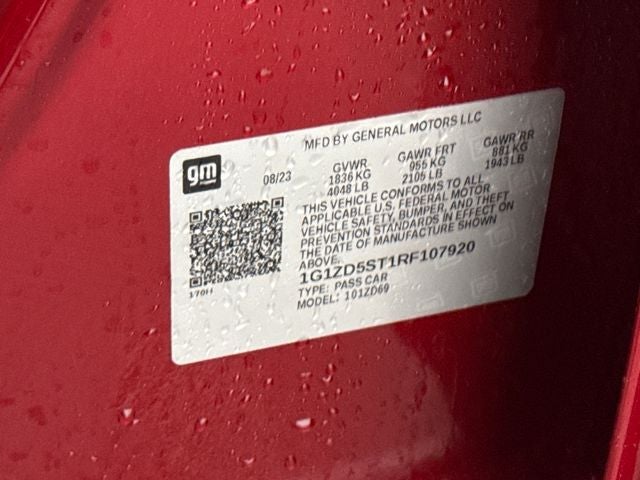 MFD BY GENERAL MOTORS LLC
gm
08/23
GVWR GAWR FRT GAWR RR
1836 KG 955 KG 881 KG
4048 LB 2105 LB 1943 LB
THIS VEHICLE CONFORMS TO ALL
APPLICABLE U.S. FEDERAL MOTOR
VEHICLE SAFETY, BUMPER, AND THEFT
PREVENTION STANDARDS IN EFFECT ON
THE DATE OF MANUFACTURE SHOWN
ABOVE.
1G1ZD5ST1RF107920
TYPE: PASS CAR
MODEL: 101ZD69